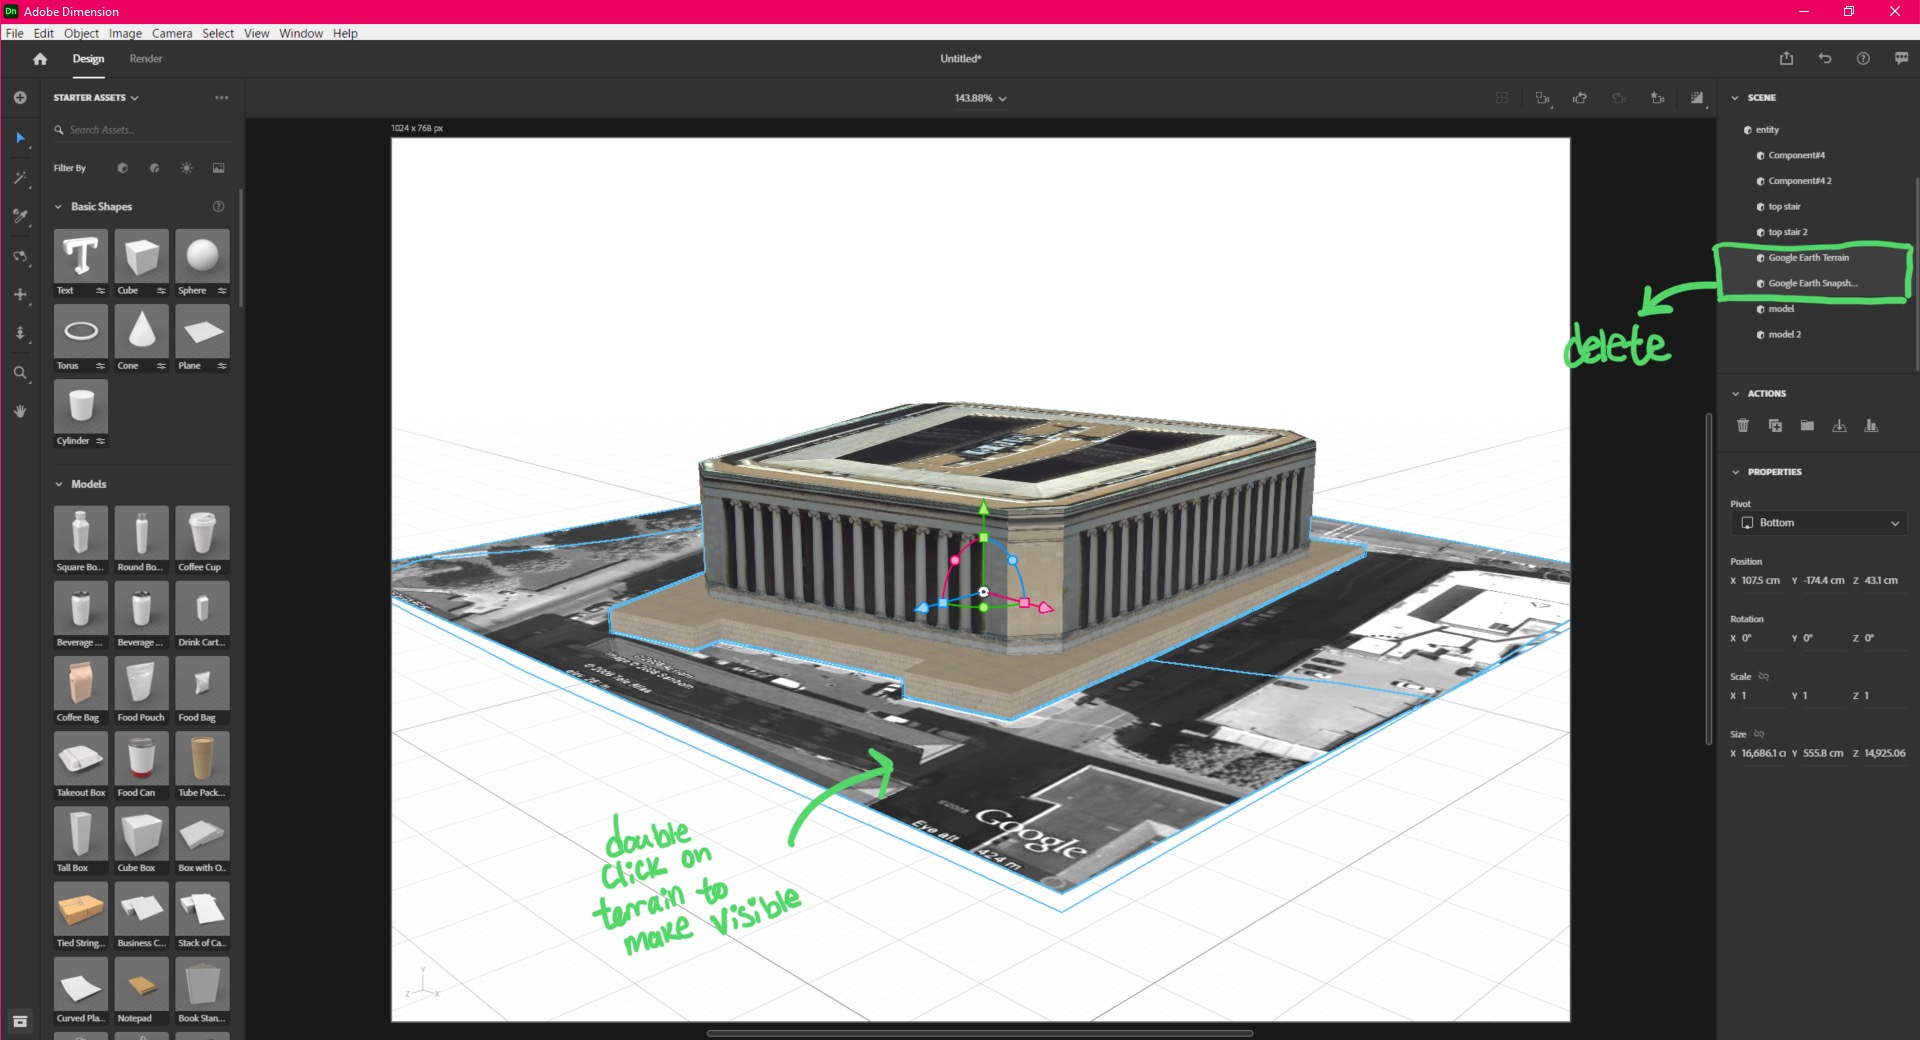 Dn Adobe Dimension
File Edit Object Image Camera Select View Window Help
Design Render
Untitled*
STARTER ASSETS
Search Assets...
Filter By
Basic Shapes
Text Cube Sphere
Torus Cone Plane
Cylinder
Models
Square Bo... Round Bo... Coffee Cup
Beverage ... Beverage ... Drink Cart...
Coffee Bag Food Pouch Food Bag
Takeout Box Food Can Tube Pack...
Tall Box Cube Box Box with O...
Tied String... Business C... Stack of Ca...
Curved Pla... Notepad Book Stan...
143.88%
1024 x 768 px
double
click on
terrain to
make visible
Google
Eye alt
424 m
Y
Z X
delete
SCENE
entity
Component#4
Component#4 2
top stair
top stair 2
Google Earth Terrain
Google Earth Snapsh...
model
model 2
ACTIONS
PROPERTIES
Pivot
Bottom
Position
X 107.5 cm Y -174.4 cm Z 43.1 cm
Rotation
X 0° Y 0° Z 0°
Scale
X 1 Y 1 Z 1
Size
X 16,686.1 Y 555.8 cm Z 14,925.06